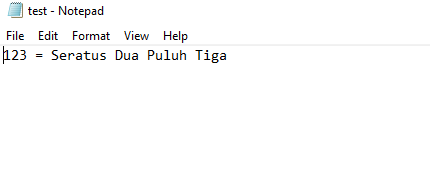 test - Notepad
File Edit Format View Help
123 = Seratus Dua Puluh Tiga